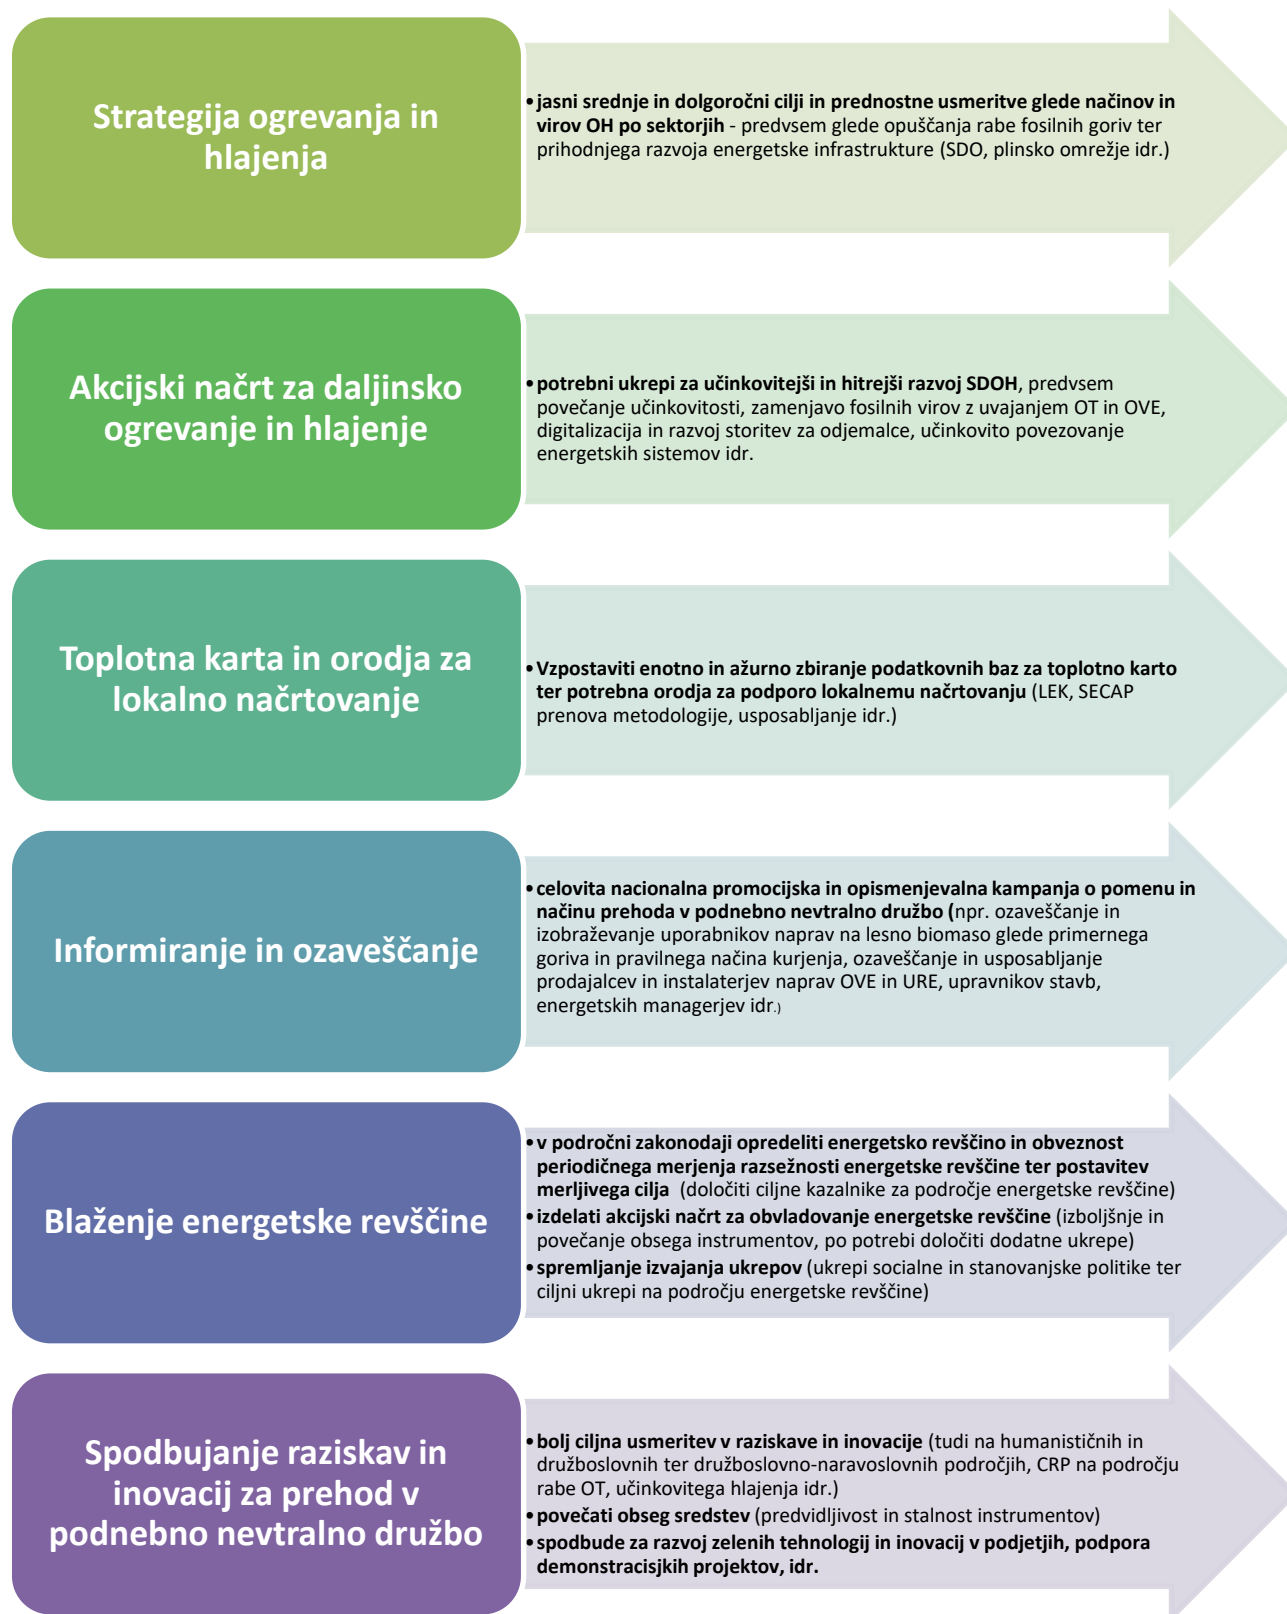 Strategija ogrevanja in
hlajenja
•jasni srednje in dolgoročni cilji in prednostne usmeritve glede načinov in
virov OH po sektorjih - predvsem glede opuščanja rabe fosilnih goriv ter
prihodnjega razvoja energetske infrastrukture (SDO, plinsko omrežje idr.)
Akcijski načrt za daljinsko
ogrevanje in hlajenje
•potrebni ukrepi za učinkovitejši in hitrejši razvoj SDOH, predvsem
povečanje učinkovitosti, zamenjavo fosilnih virov z uvajanjem OT in OVE,
digitalizacija in razvoj storitev za odjemalce, učinkovito povezovanje
energetskih sistemov idr.
Toplotna karta in orodja za
lokalno načrtovanje
•Vzpostaviti enotno in ažurno zbiranje podatkovnih baz za toplotno karto
ter potrebna orodja za podporo lokalnemu načrtovanju (LEK, SECAP
prenova metodologije, usposabljanje idr.)
Informiranje in ozaveščanje
•celovita nacionalna promocijska in opismenjevalna kampanja o pomenu in
načinu prehoda v podnebno nevtralno družbo (npr. ozaveščanje in
izobraževanje uporabnikov naprav na lesno biomaso glede primernega
goriva in pravilnega načina kurjenja, ozaveščanje in usposabljanje
prodajalcev in instalaterjev naprav OVE in URE, upravnikov stavb,
energetskih managerjev idr.)
Blaženje energetske revščine
•v področni zakonodaji opredeliti energetsko revščino in obveznost
periodičnega merjenja razsežnosti energetske revščine ter postavitev
merljivega cilja (določiti ciljne kazalnike za področje energetske revščine)
•izdelati akcijski načrt za obvladovanje energetske revščine (izboljšnje in
povečanje obsega instrumentov, po potrebi določiti dodatne ukrepe)
•spremljanje izvajanja ukrepov (ukrepi socialne in stanovanjske politike ter
ciljni ukrepi na področju energetske revščine)
Spodbujanje raziskav in
inovacij za prehod v
podnebno nevtralno družbo
•bolj ciljna usmeritev v raziskave in inovacije (tudi na humanističnih in
družboslovnih ter družboslovno-naravoslovnih področjih, CRP na področju
rabe OT, učinkovitega hlajenja idr.)
•povečati obseg sredstev (predvidljivost in stalnost instrumentov)
•spodbude za razvoj zelenih tehnologij in inovacij v podjetjih, podpora
demonstracisjkih projektov, idr.